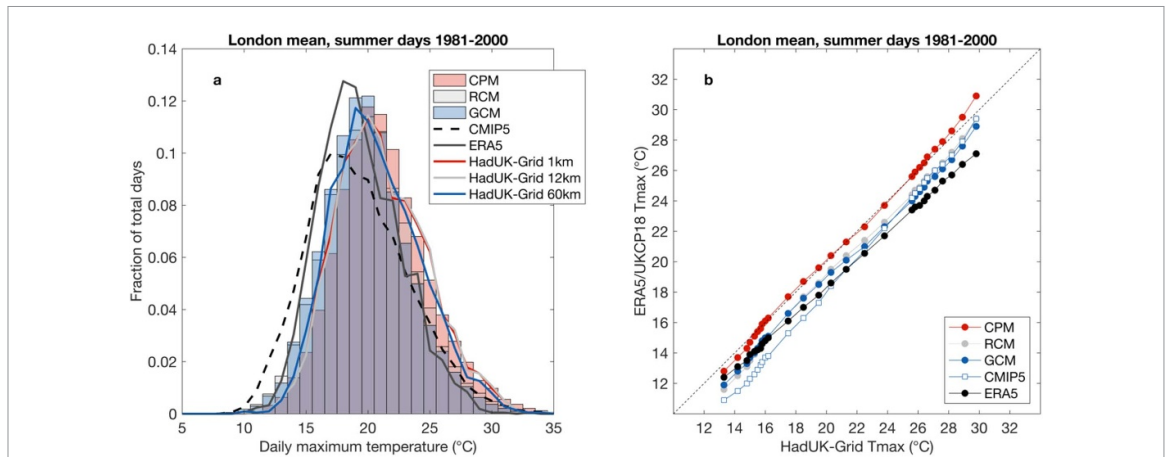 London mean, summer days 1981-2000
a
CPM
RCM
GCM
CMIP5
ERA5
HadUK-Grid 1km
HadUK-Grid 12km
HadUK-Grid 60km
0.14
0.12
0.1
0.08
0.06
0.04
0.02
0
Fraction of total days
5 10 15 20 25 30 35
Daily maximum temperature (°C)
London mean, summer days 1981-2000
b
32
30
28
26
24
22
20
18
16
14
12
ERA5/UKCP18 Tmax (°C)
CPM
RCM
GCM
CMIP5
ERA5
12 14 16 18 20 22 24 26 28 30 32
HadUK-Grid Tmax (°C)